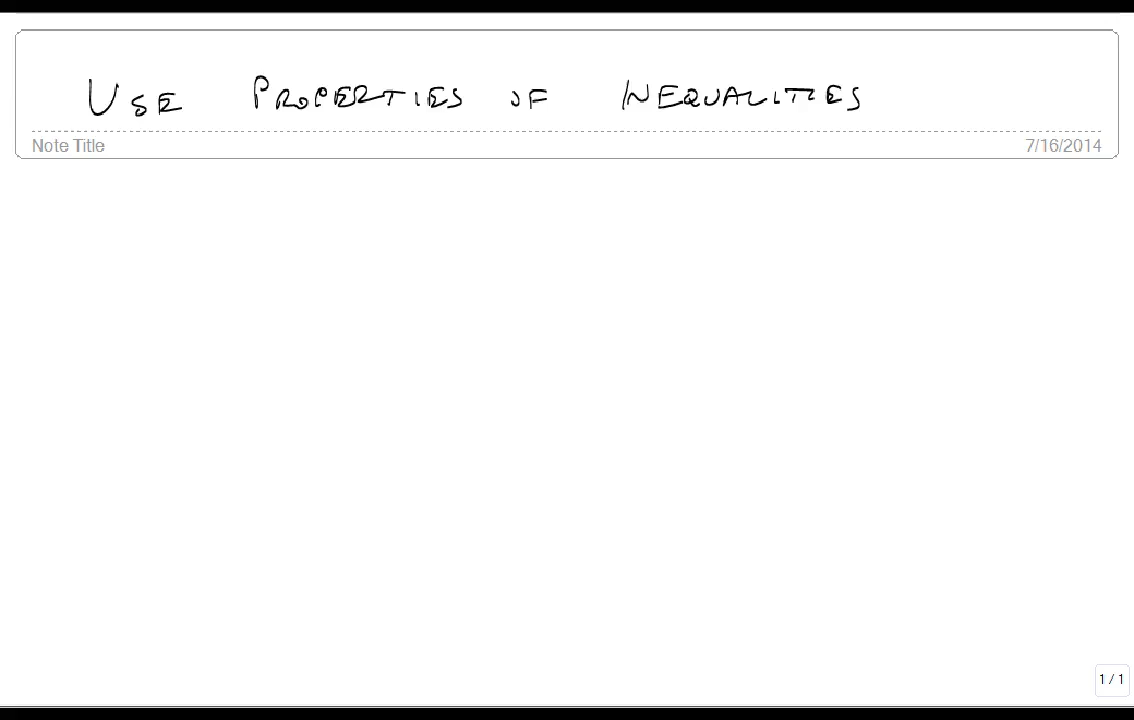 USE PROPERTIES OF INEQUALITIES
Note Title
7/16/2014
1 / 1